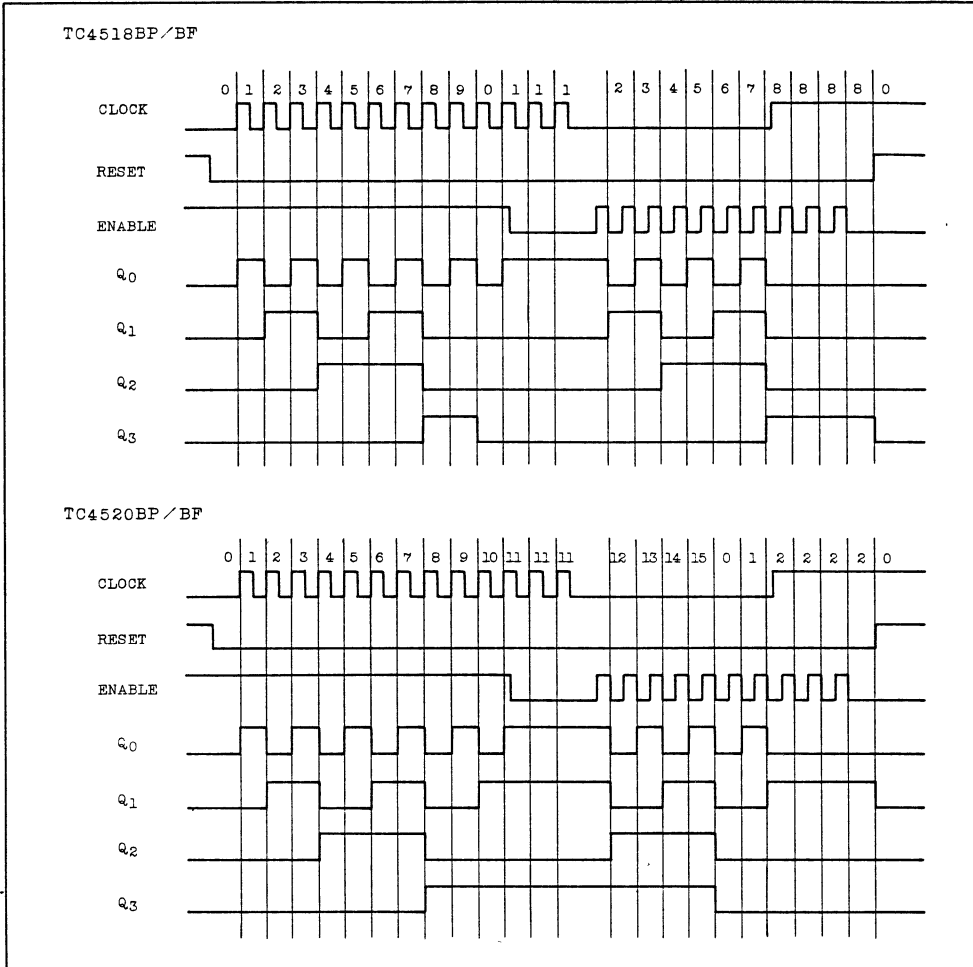 TC4518BP/BF
0 1 2 3 4 5 6 7 8 9 0 1 1 1 2 3 4 5 6 7 8 8 8 8 0
CLOCK
RESET
ENABLE
Q0
Q1
Q2
Q3
TC4520BP/BF
0 1 2 3 4 5 6 7 8 9 10 11 11 11 12 13 14 15 0 1 2 2 2 2 0
CLOCK
RESET
ENABLE
Q0
Q1
Q2
Q3